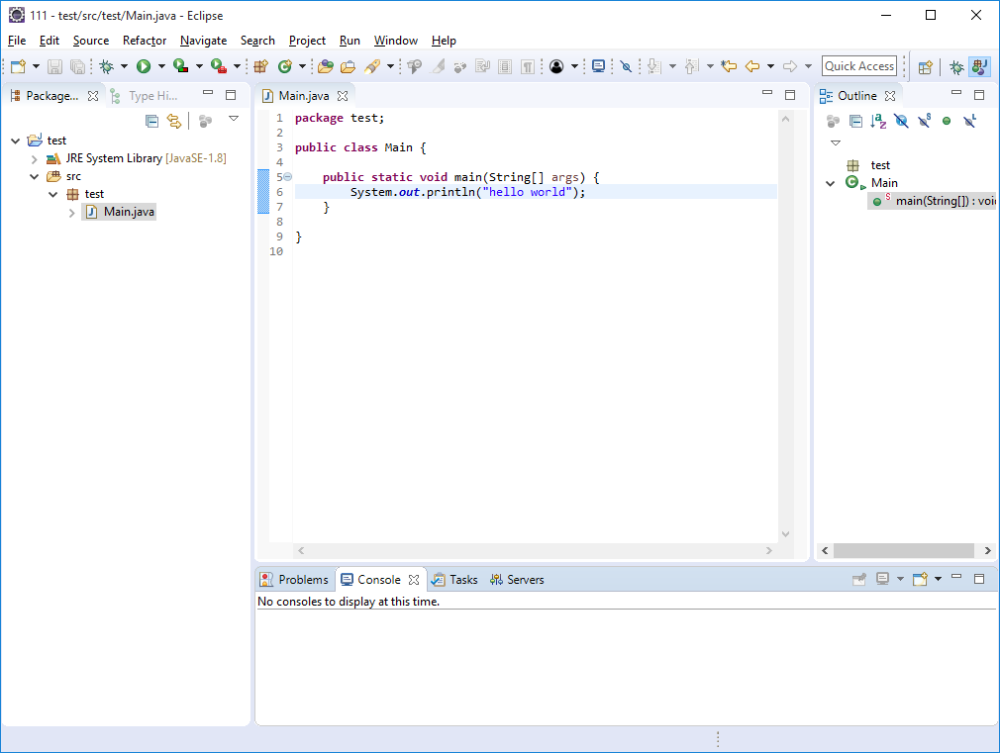 111 - test/src/test/Main.java - Eclipse
File Edit Source Refactor Navigate Search Project Run Window Help
Quick Access
Package... Type Hi...
test
JRE System Library [JavaSE-1.8]
src
test
Main.java
Main.java
1 package test;
2
3 public class Main {
4
5 public static void main(String[] args) {
6 System.out.println("hello world");
7 }
8
9 }
10
Outline
test
Main
main(String[]) : voi
Problems Console Tasks Servers
No consoles to display at this time.